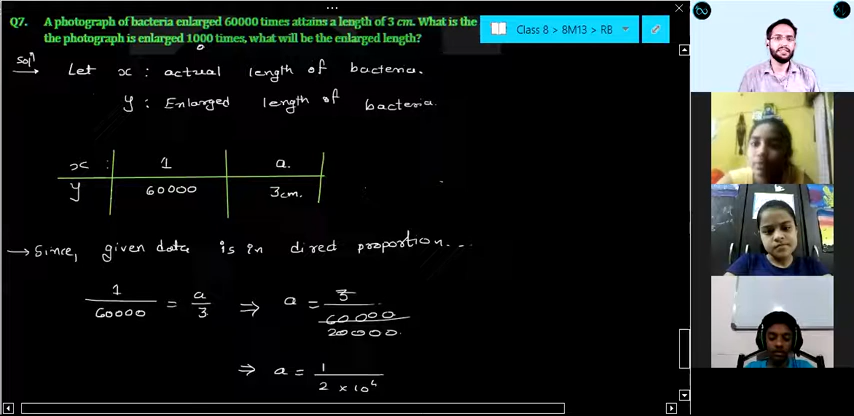 Q7. A photograph of bacteria enlarged 60000 times attains a length of 3 cm. What is the
the photograph is enlarged 1000 times, what will be the enlarged length?
Class 8 > 8M13 > RB
Solⁿ
Let x : actual length of bacteria.
y : Enlarged length of bacteria.
x : 1 a.
y 60000 3cm.
→ Since, given data is in direct proportion...
1/60000 = a/3 ⇒ a = 3/60000 20000.
⇒ a = 1/2 × 10⁴